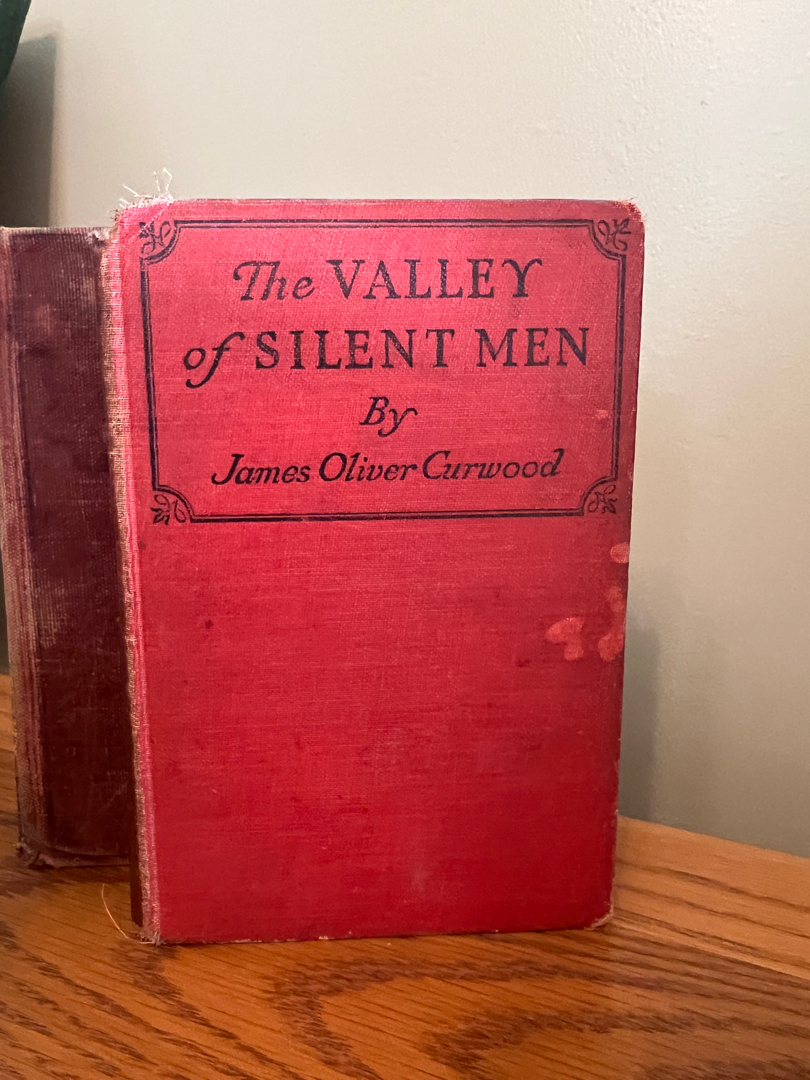 The VALLEY
of SILENT MEN
By
James Oliver Curwood